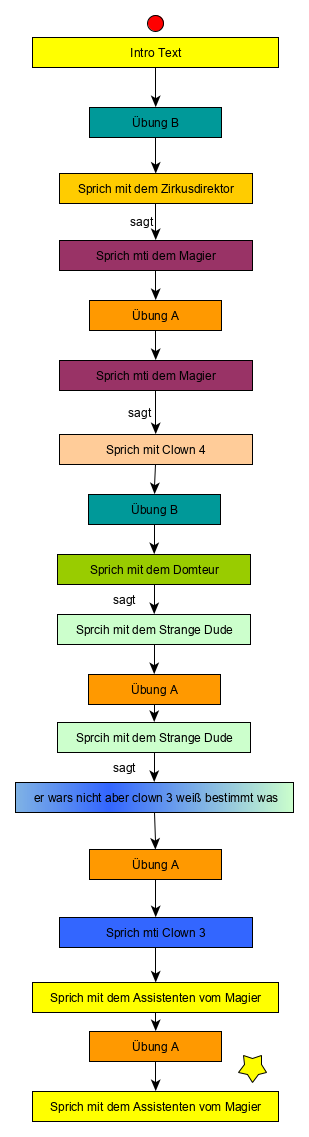 Intro Text
Übung B
Sprich mit dem Zirkusdirektor
sagt
Sprich mti dem Magier
Übung A
Sprich mti dem Magier
sagt
Sprich mit Clown 4
Übung B
Sprich mit dem Domteur
sagt
Sprcih mit dem Strange Dude
Übung A
Sprcih mit dem Strange Dude
sagt
er wars nicht aber clown 3 weiß bestimmt was
Übung A
Sprich mti Clown 3
Sprich mit dem Assistenten vom Magier
Übung A
Sprich mit dem Assistenten vom Magier